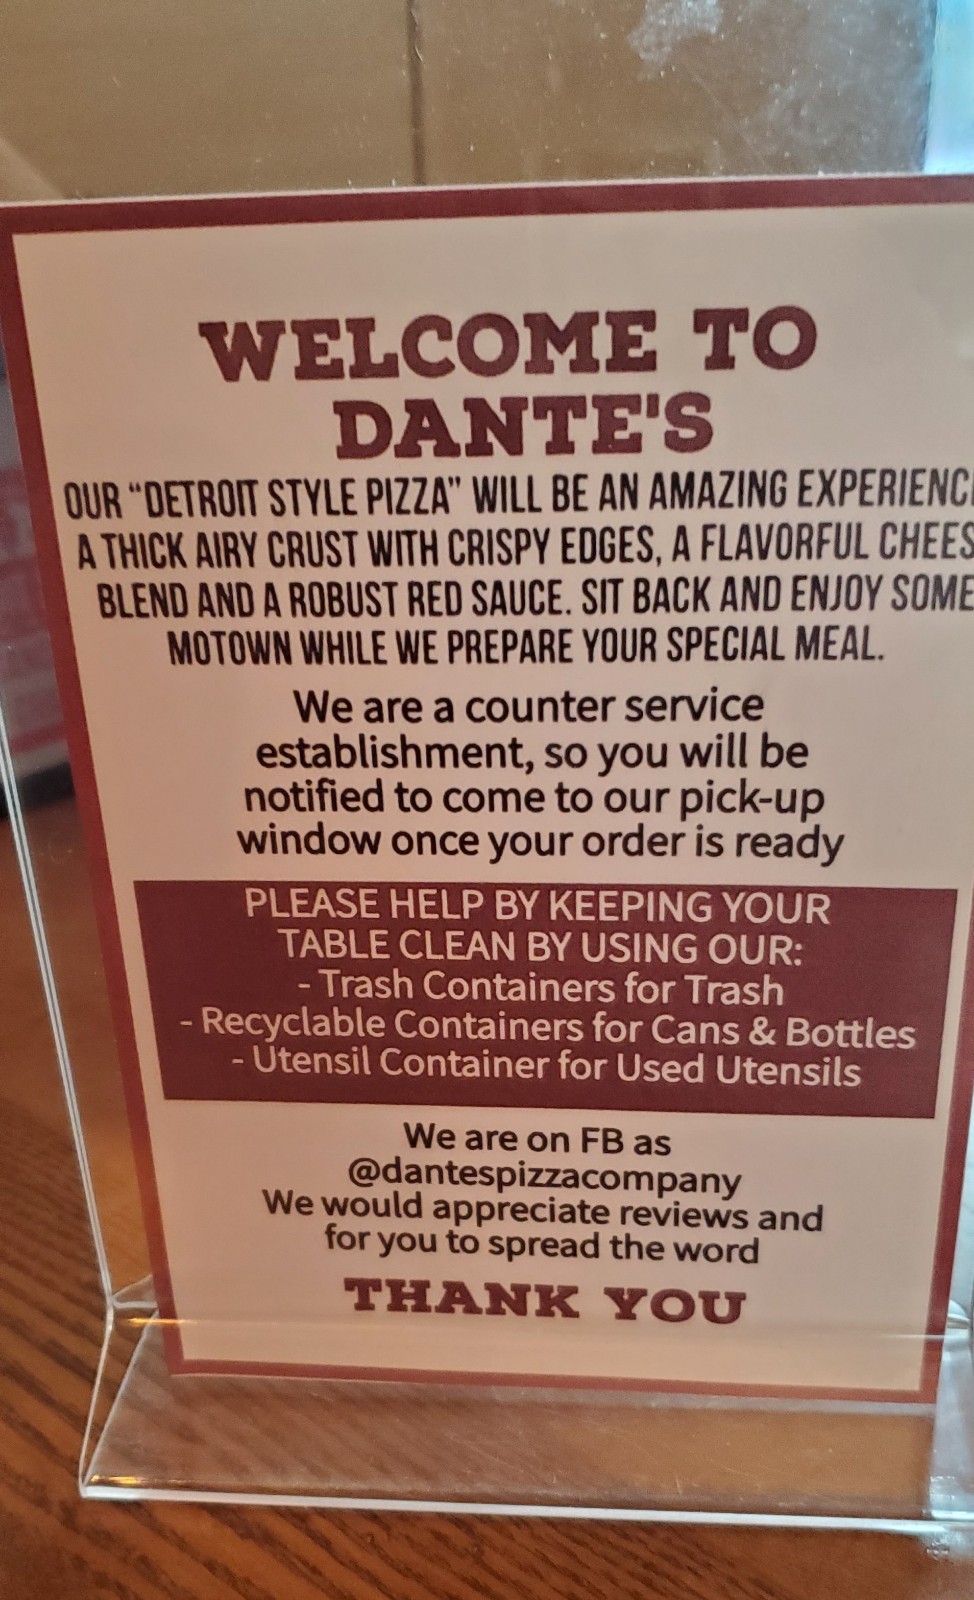 WELCOME TO
DANTE'S
OUR “DETROIT STYLE PIZZA” WILL BE AN AMAZING EXPERIENC
A THICK AIRY CRUST WITH CRISPY EDGES, A FLAVORFUL CHEES
BLEND AND A ROBUST RED SAUCE. SIT BACK AND ENJOY SOME
MOTOWN WHILE WE PREPARE YOUR SPECIAL MEAL.
We are a counter service
establishment, so you will be
notified to come to our pick-up
window once your order is ready
PLEASE HELP BY KEEPING YOUR
TABLE CLEAN BY USING OUR:
- Trash Containers for Trash
- Recyclable Containers for Cans & Bottles
- Utensil Container for Used Utensils
We are on FB as
@dantespizzacompany
We would appreciate reviews and
for you to spread the word
THANK YOU